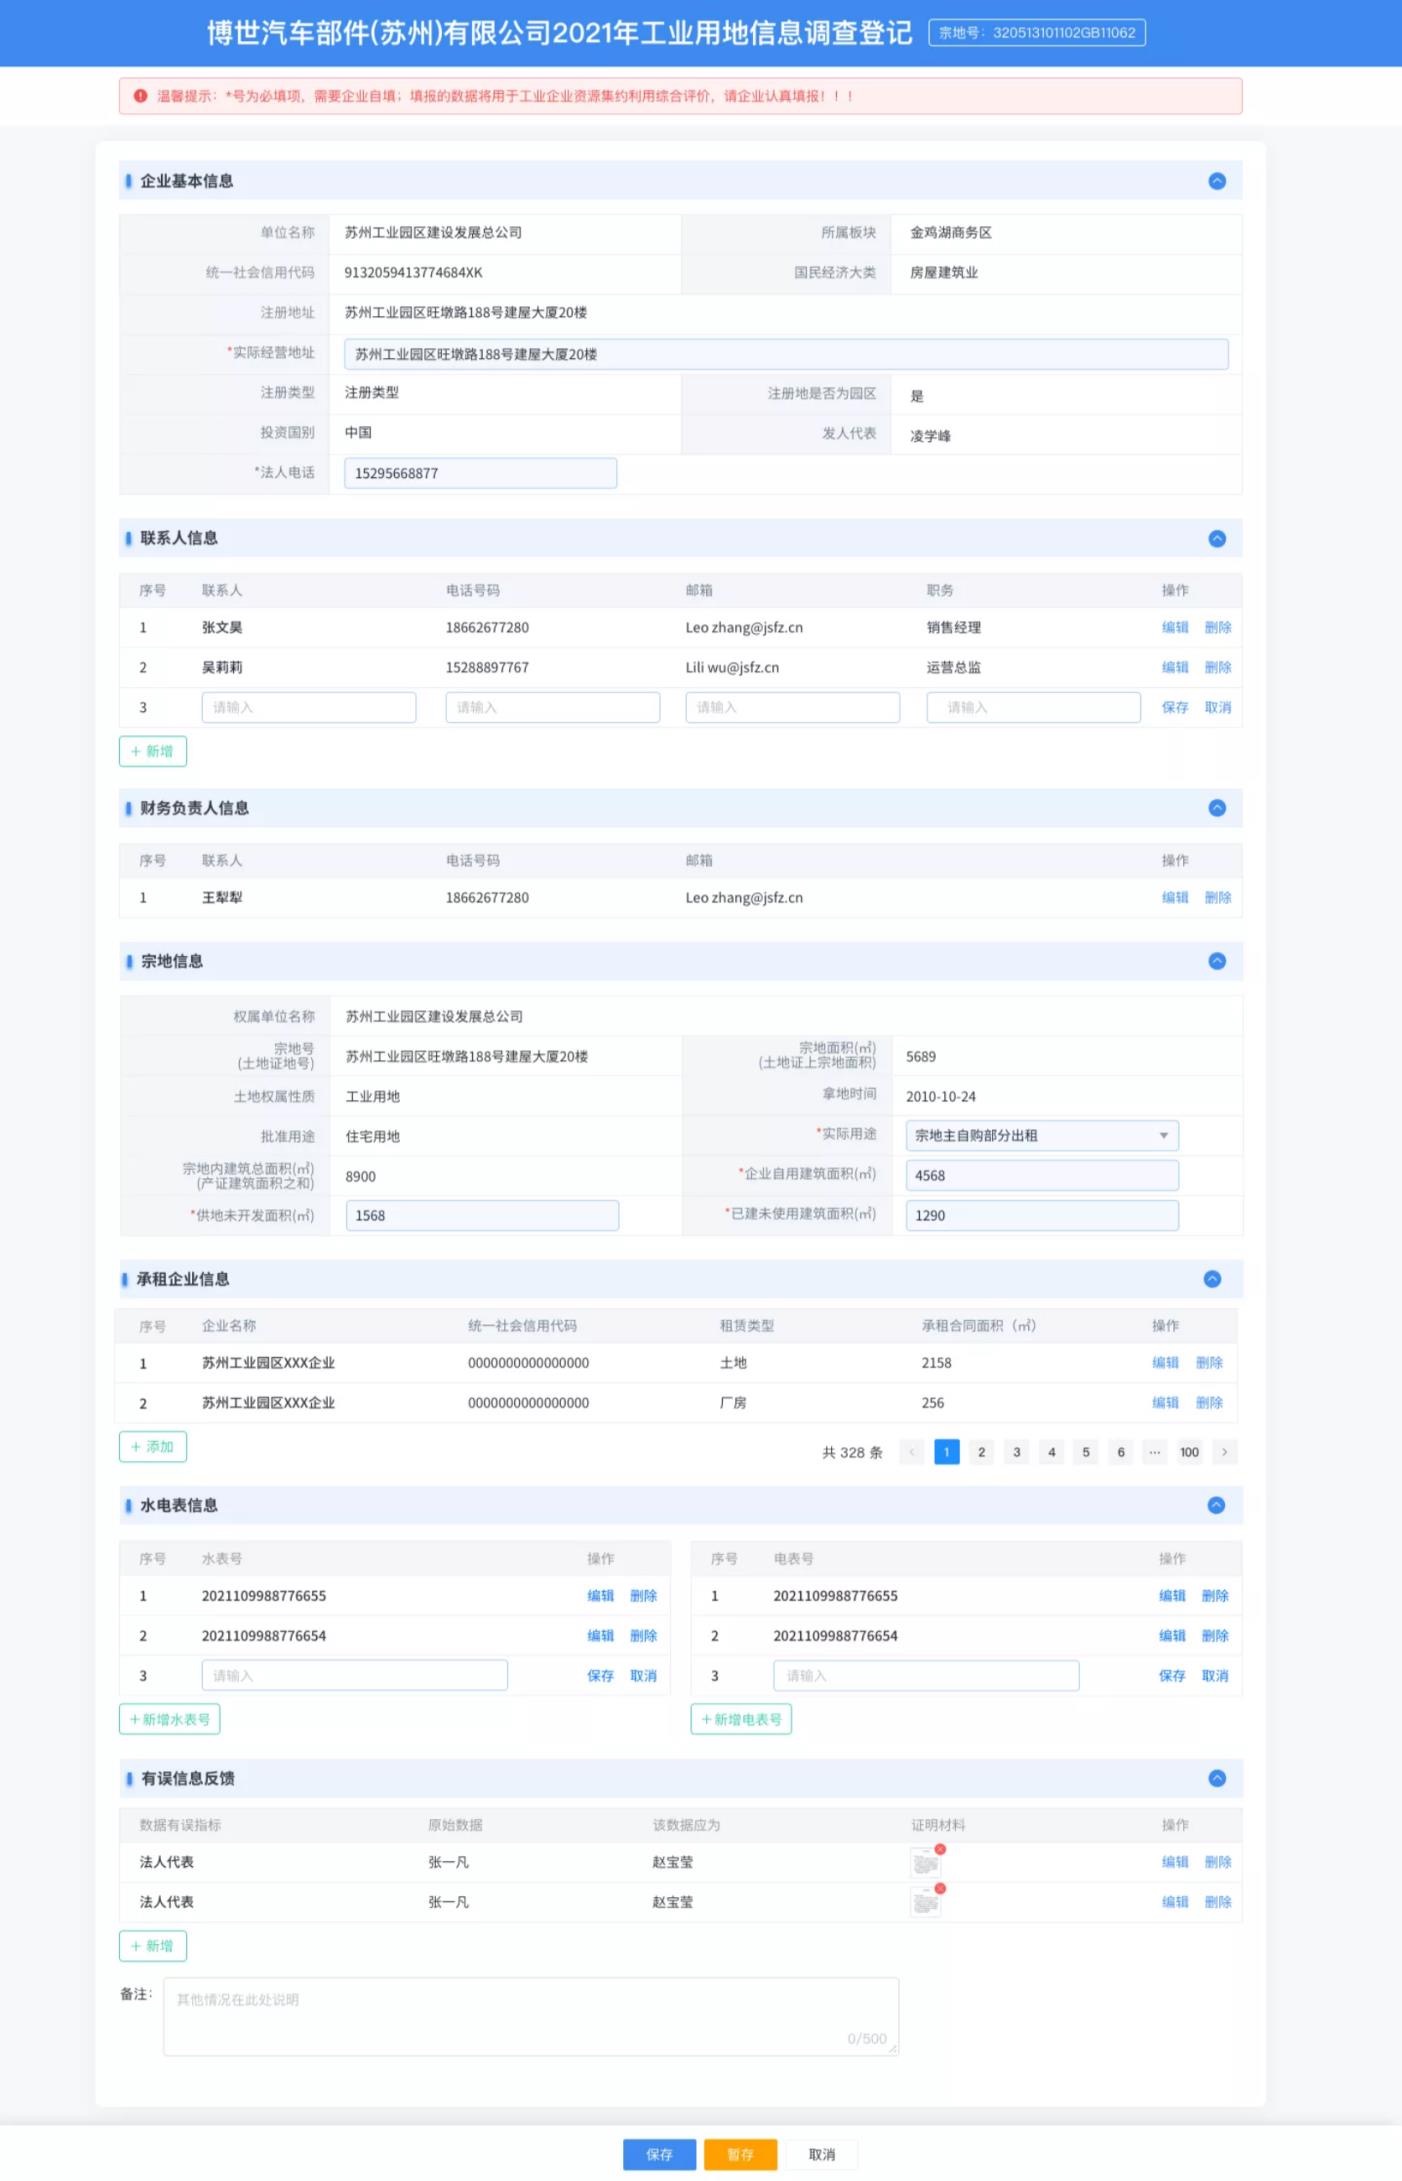 博世汽车部件(苏州)有限公司2021年工业用地信息调查登记 宗地号：320513101102GB11062
温馨提示：*号为必填项，需要企业自填；填报的数据将用于工业企业资源集约利用综合评价，请企业认真填报！！！
企业基本信息
单位名称 苏州工业园区建设发展总公司 所属板块 金鸡湖商务区
统一社会信用代码 9132059413774684XK 国民经济大类 房屋建筑业
注册地址 苏州工业园区旺墩路188号建屋大厦20楼
*实际经营地址 苏州工业园区旺墩路188号建屋大厦20楼
注册类型 注册类型 注册地是否为园区 是
投资国别 中国 发人代表 凌学峰
*法人电话 15295668877
联系人信息
序号 联系人 电话号码 邮箱 职务 操作
1 张文昊 18662677280 Leo zhang@jsfz.cn 销售经理 编辑 删除
2 吴莉莉 15288897767 Lili wu@jsfz.cn 运营总监 编辑 删除
3 请输入 请输入 请输入 请输入 保存 取消
+ 新增
财务负责人信息
序号 联系人 电话号码 邮箱 操作
1 王犁犁 18662677280 Leo zhang@jsfz.cn 编辑 删除
宗地信息
权属单位名称 苏州工业园区建设发展总公司
宗地号
(土地证地号) 苏州工业园区旺墩路188号建屋大厦20楼 宗地面积(㎡)
(土地证上宗地面积) 5689
土地权属性质 工业用地 拿地时间 2010-10-24
批准用途 住宅用地 *实际用途 宗地主自购部分出租
宗地内建筑总面积(㎡)
(产证建筑面积之和) 8900 *企业自用建筑面积(㎡) 4568
*供地未开发面积(㎡) 1568 *已建未使用建筑面积(㎡) 1290
承租企业信息
序号 企业名称 统一社会信用代码 租赁类型 承租合同面积（㎡） 操作
1 苏州工业园区XXX企业 0000000000000000 土地 2158 编辑 删除
2 苏州工业园区XXX企业 0000000000000000 厂房 256 编辑 删除
+ 添加 共 328 条 < 1 2 3 4 5 6 ··· 100 >
水电表信息
序号 水表号 操作 序号 电表号 操作
1 2021109988776655 编辑 删除 1 2021109988776655 编辑 删除
2 2021109988776654 编辑 删除 2 2021109988776654 编辑 删除
3 请输入 保存 取消 3 请输入 保存 取消
+ 新增水表号 + 新增电表号
有误信息反馈
数据有误指标 原始数据 该数据应为 证明材料 操作
法人代表 张一凡 赵宝莹 编辑 删除
法人代表 张一凡 赵宝莹 编辑 删除
+ 新增
备注： 其他情况在此处说明
0/500
保存 暂存 取消